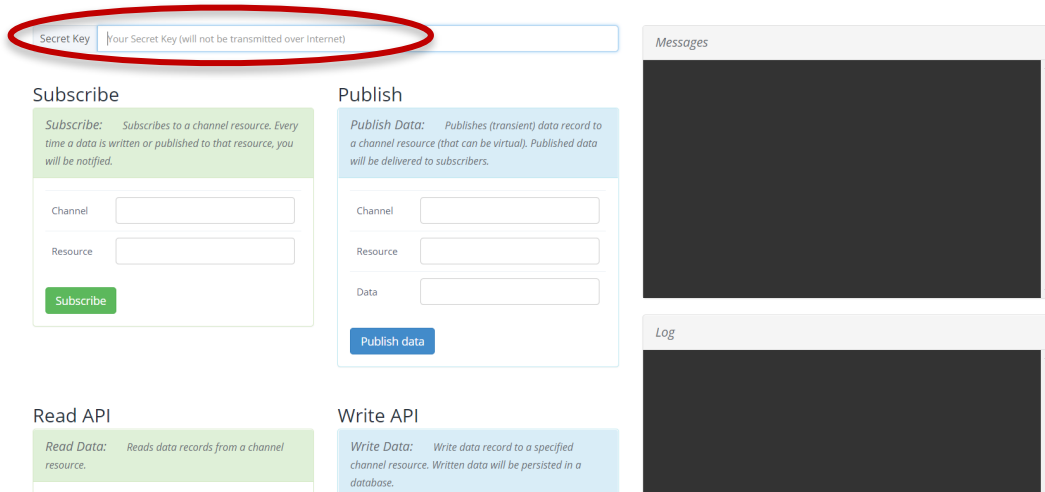 Secret Key Your Secret Key (will not be transmitted over Internet)
Subscribe
Subscribe: Subscribes to a channel resource. Every
time a data is written or published to that resource, you
will be notified.
Channel
Resource
Subscribe
Publish
Publish Data: Publishes (transient) data record to
a channel resource (that can be virtual). Published data
will be delivered to subscribers.
Channel
Resource
Data
Publish data
Read API
Read Data: Reads data records from a channel
resource.
Write API
Write Data: Write data record to a specified
channel resource. Written data will be persisted in a
database.
Messages
Log